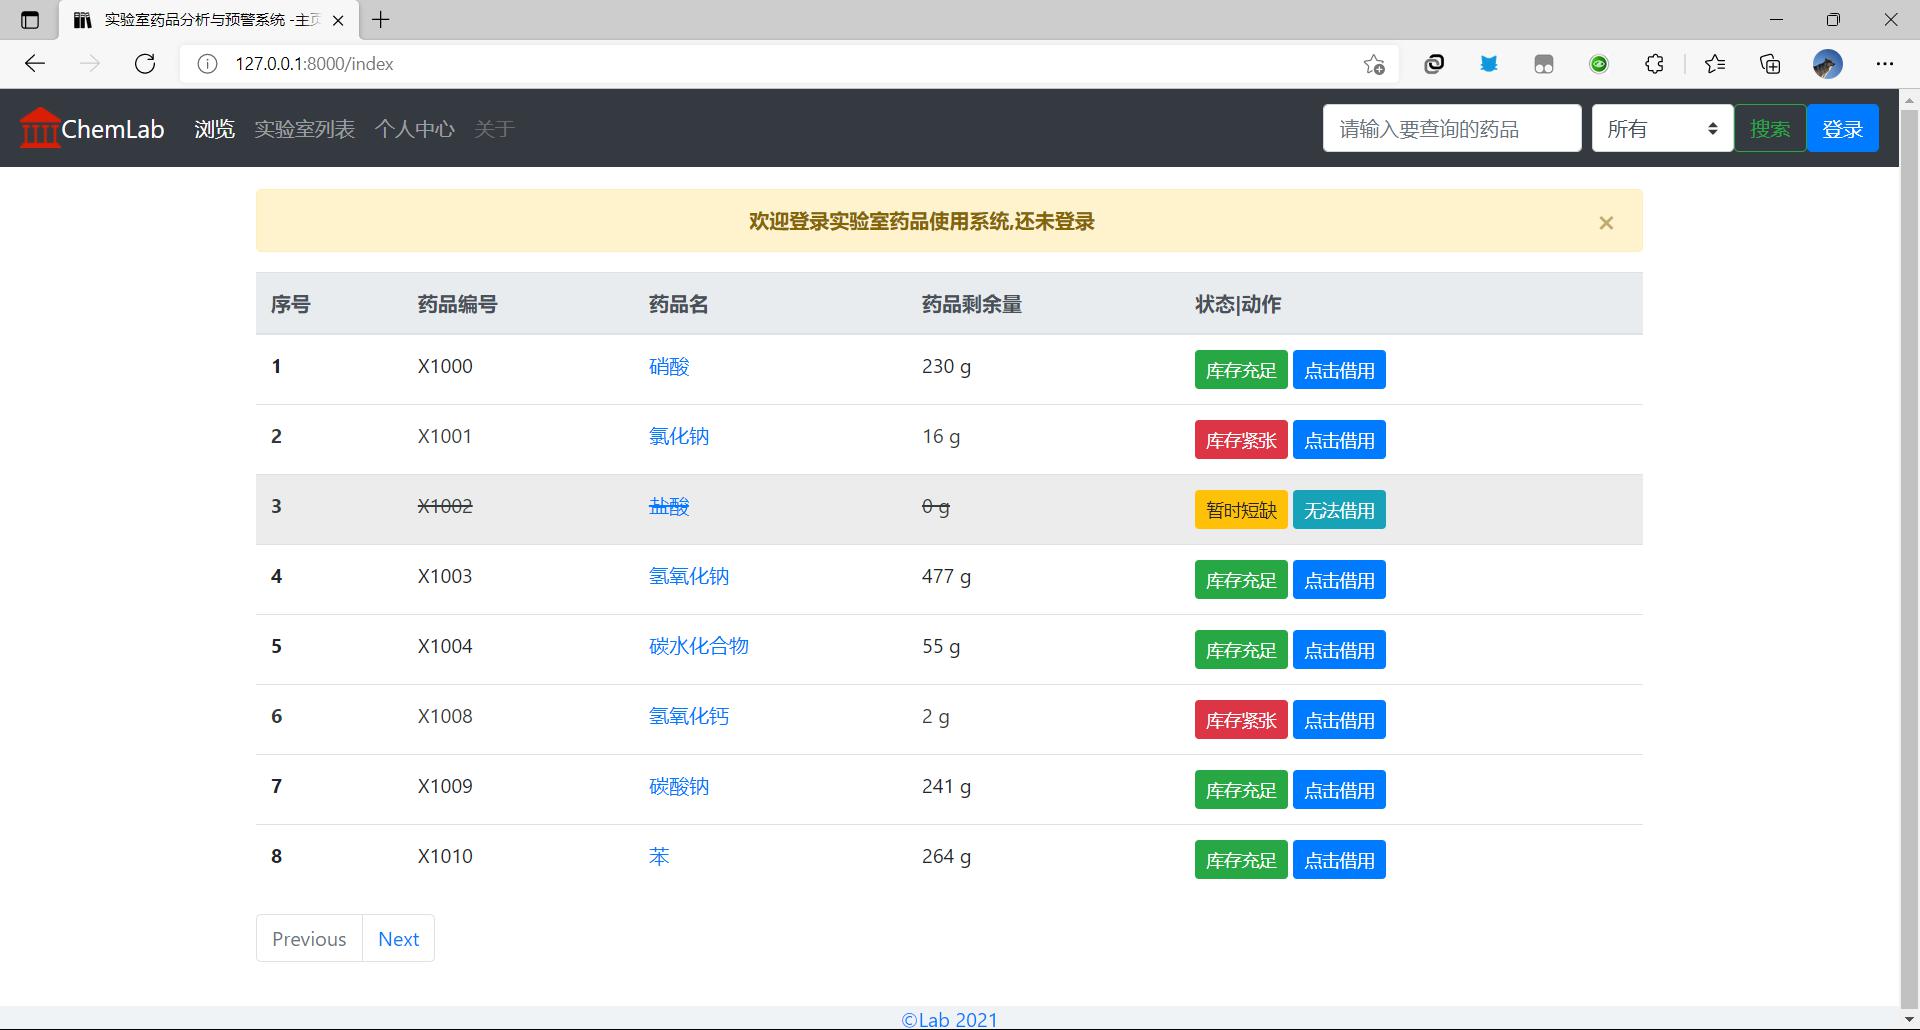 实验室药品分析与预警系统 -主页
127.0.0.1:8000/index
ChemLab 浏览 实验室列表 个人中心 关于 请输入要查询的药品 所有 搜索 登录
欢迎登录实验室药品使用系统,还未登录 ×
序号 药品编号 药品名 药品剩余量 状态|动作
1 X1000 硝酸 230 g 库存充足 点击借用
2 X1001 氯化钠 16 g 库存紧张 点击借用
3 X1002 盐酸 0 g 暂时短缺 无法借用
4 X1003 氢氧化钠 477 g 库存充足 点击借用
5 X1004 碳水化合物 55 g 库存充足 点击借用
6 X1008 氢氧化钙 2 g 库存紧张 点击借用
7 X1009 碳酸钠 241 g 库存充足 点击借用
8 X1010 苯 264 g 库存充足 点击借用
Previous Next
©Lab 2021